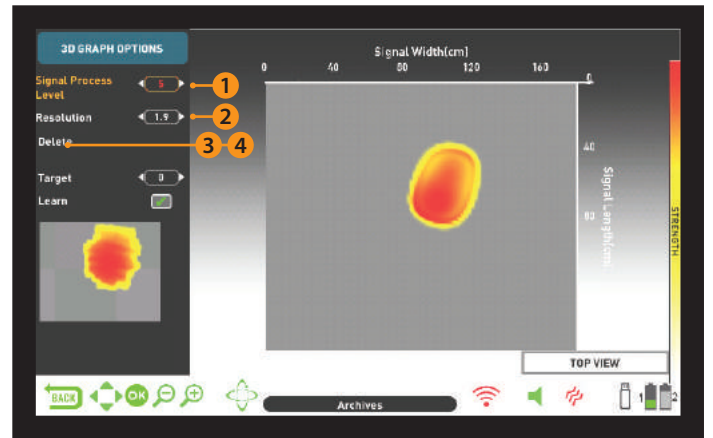 3D GRAPH OPTIONS
Signal Process
Level
5
1
Resolution
1.9
2
Delete
3 4
Target
0
Learn
Signal Width[cm]
0 40 80 120 160
0
40
80
Signal Length[cm]
STRENGTH
TOP VIEW
BACK
OK
Archives
1
2